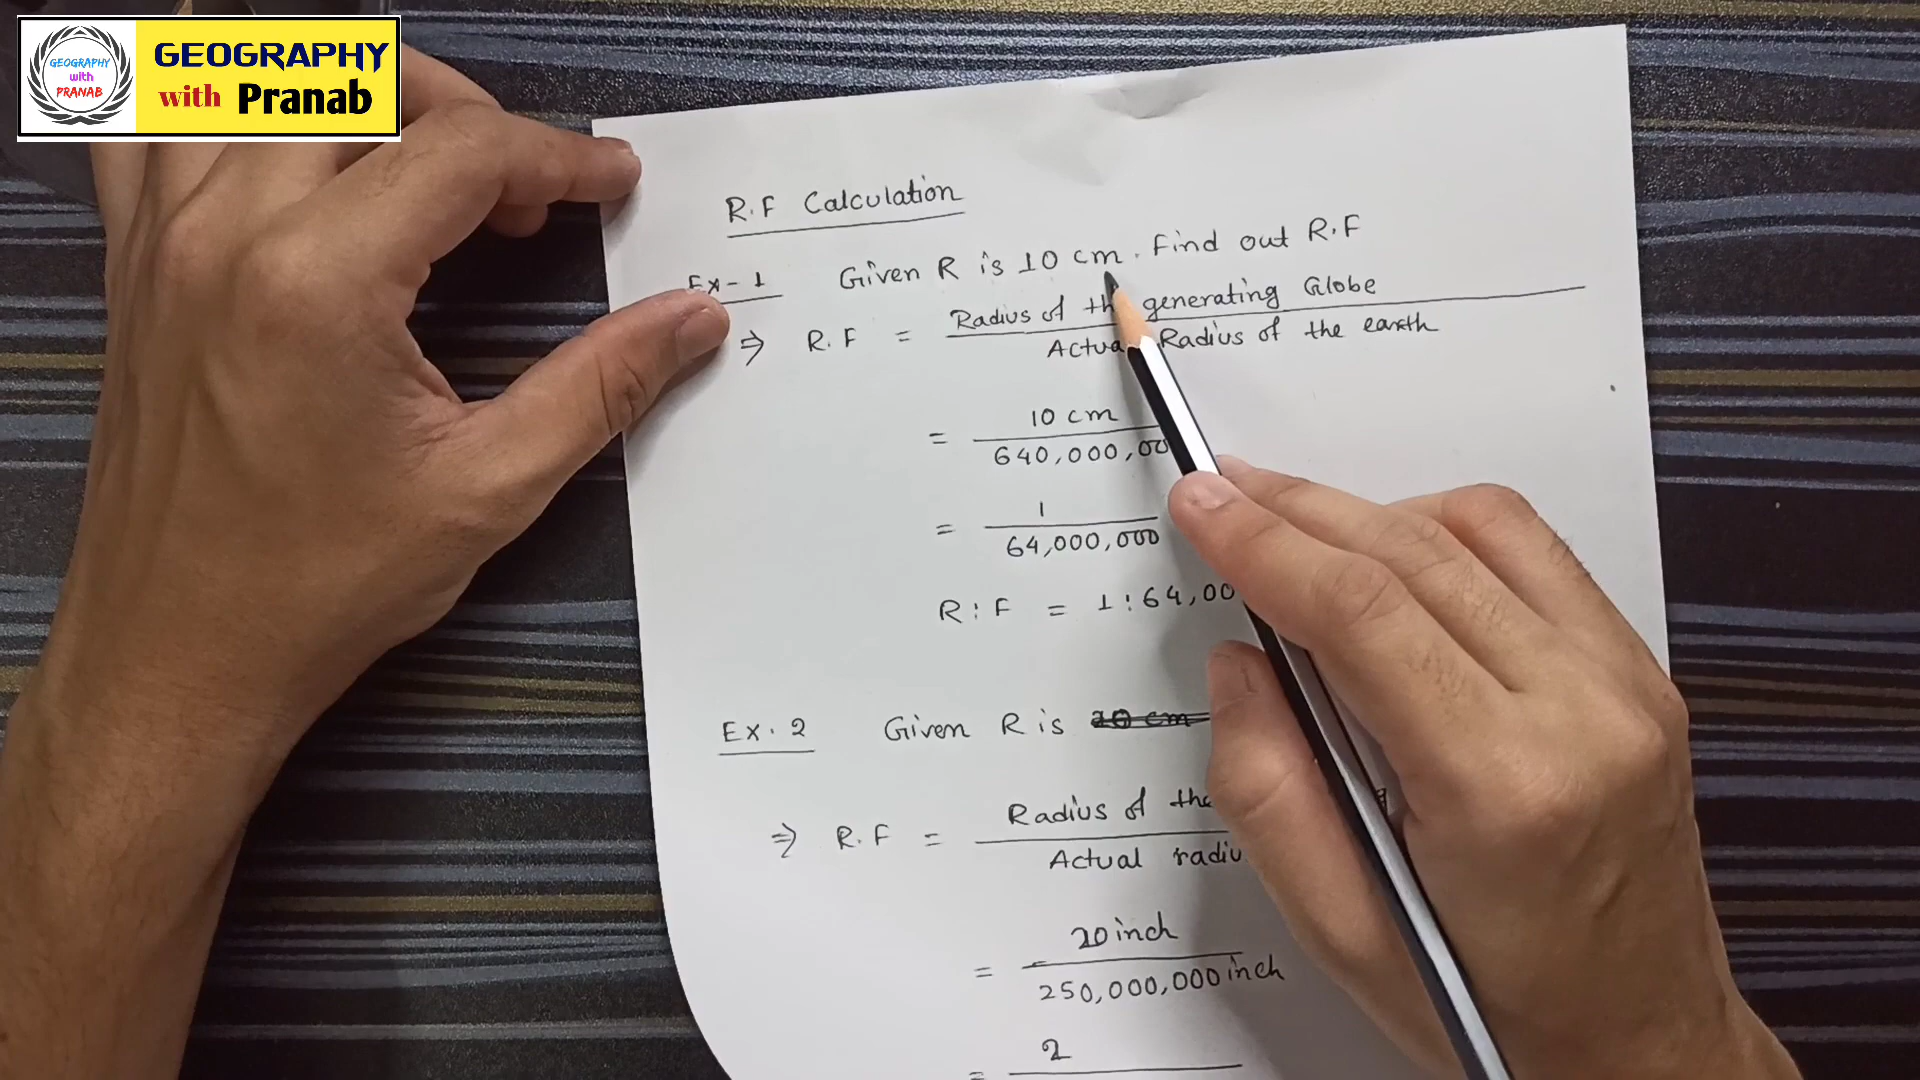 GEOGRAPHY
with
PRANAB
GEOGRAPHY
with Pranab
R.F Calculation
Ex-1 Given R is 10 cm. Find out R.F
⇒ R.F = Radius of the generating Globe
Actual Radius of the earth
= 10 cm
640,000,00
= 1
64,000,000
R:F = 1:64,00
Ex. 2 Given R is
⇒ R.F = Radius of the
Actual radiu
= 20 inch
250,000,000 inch
= 2